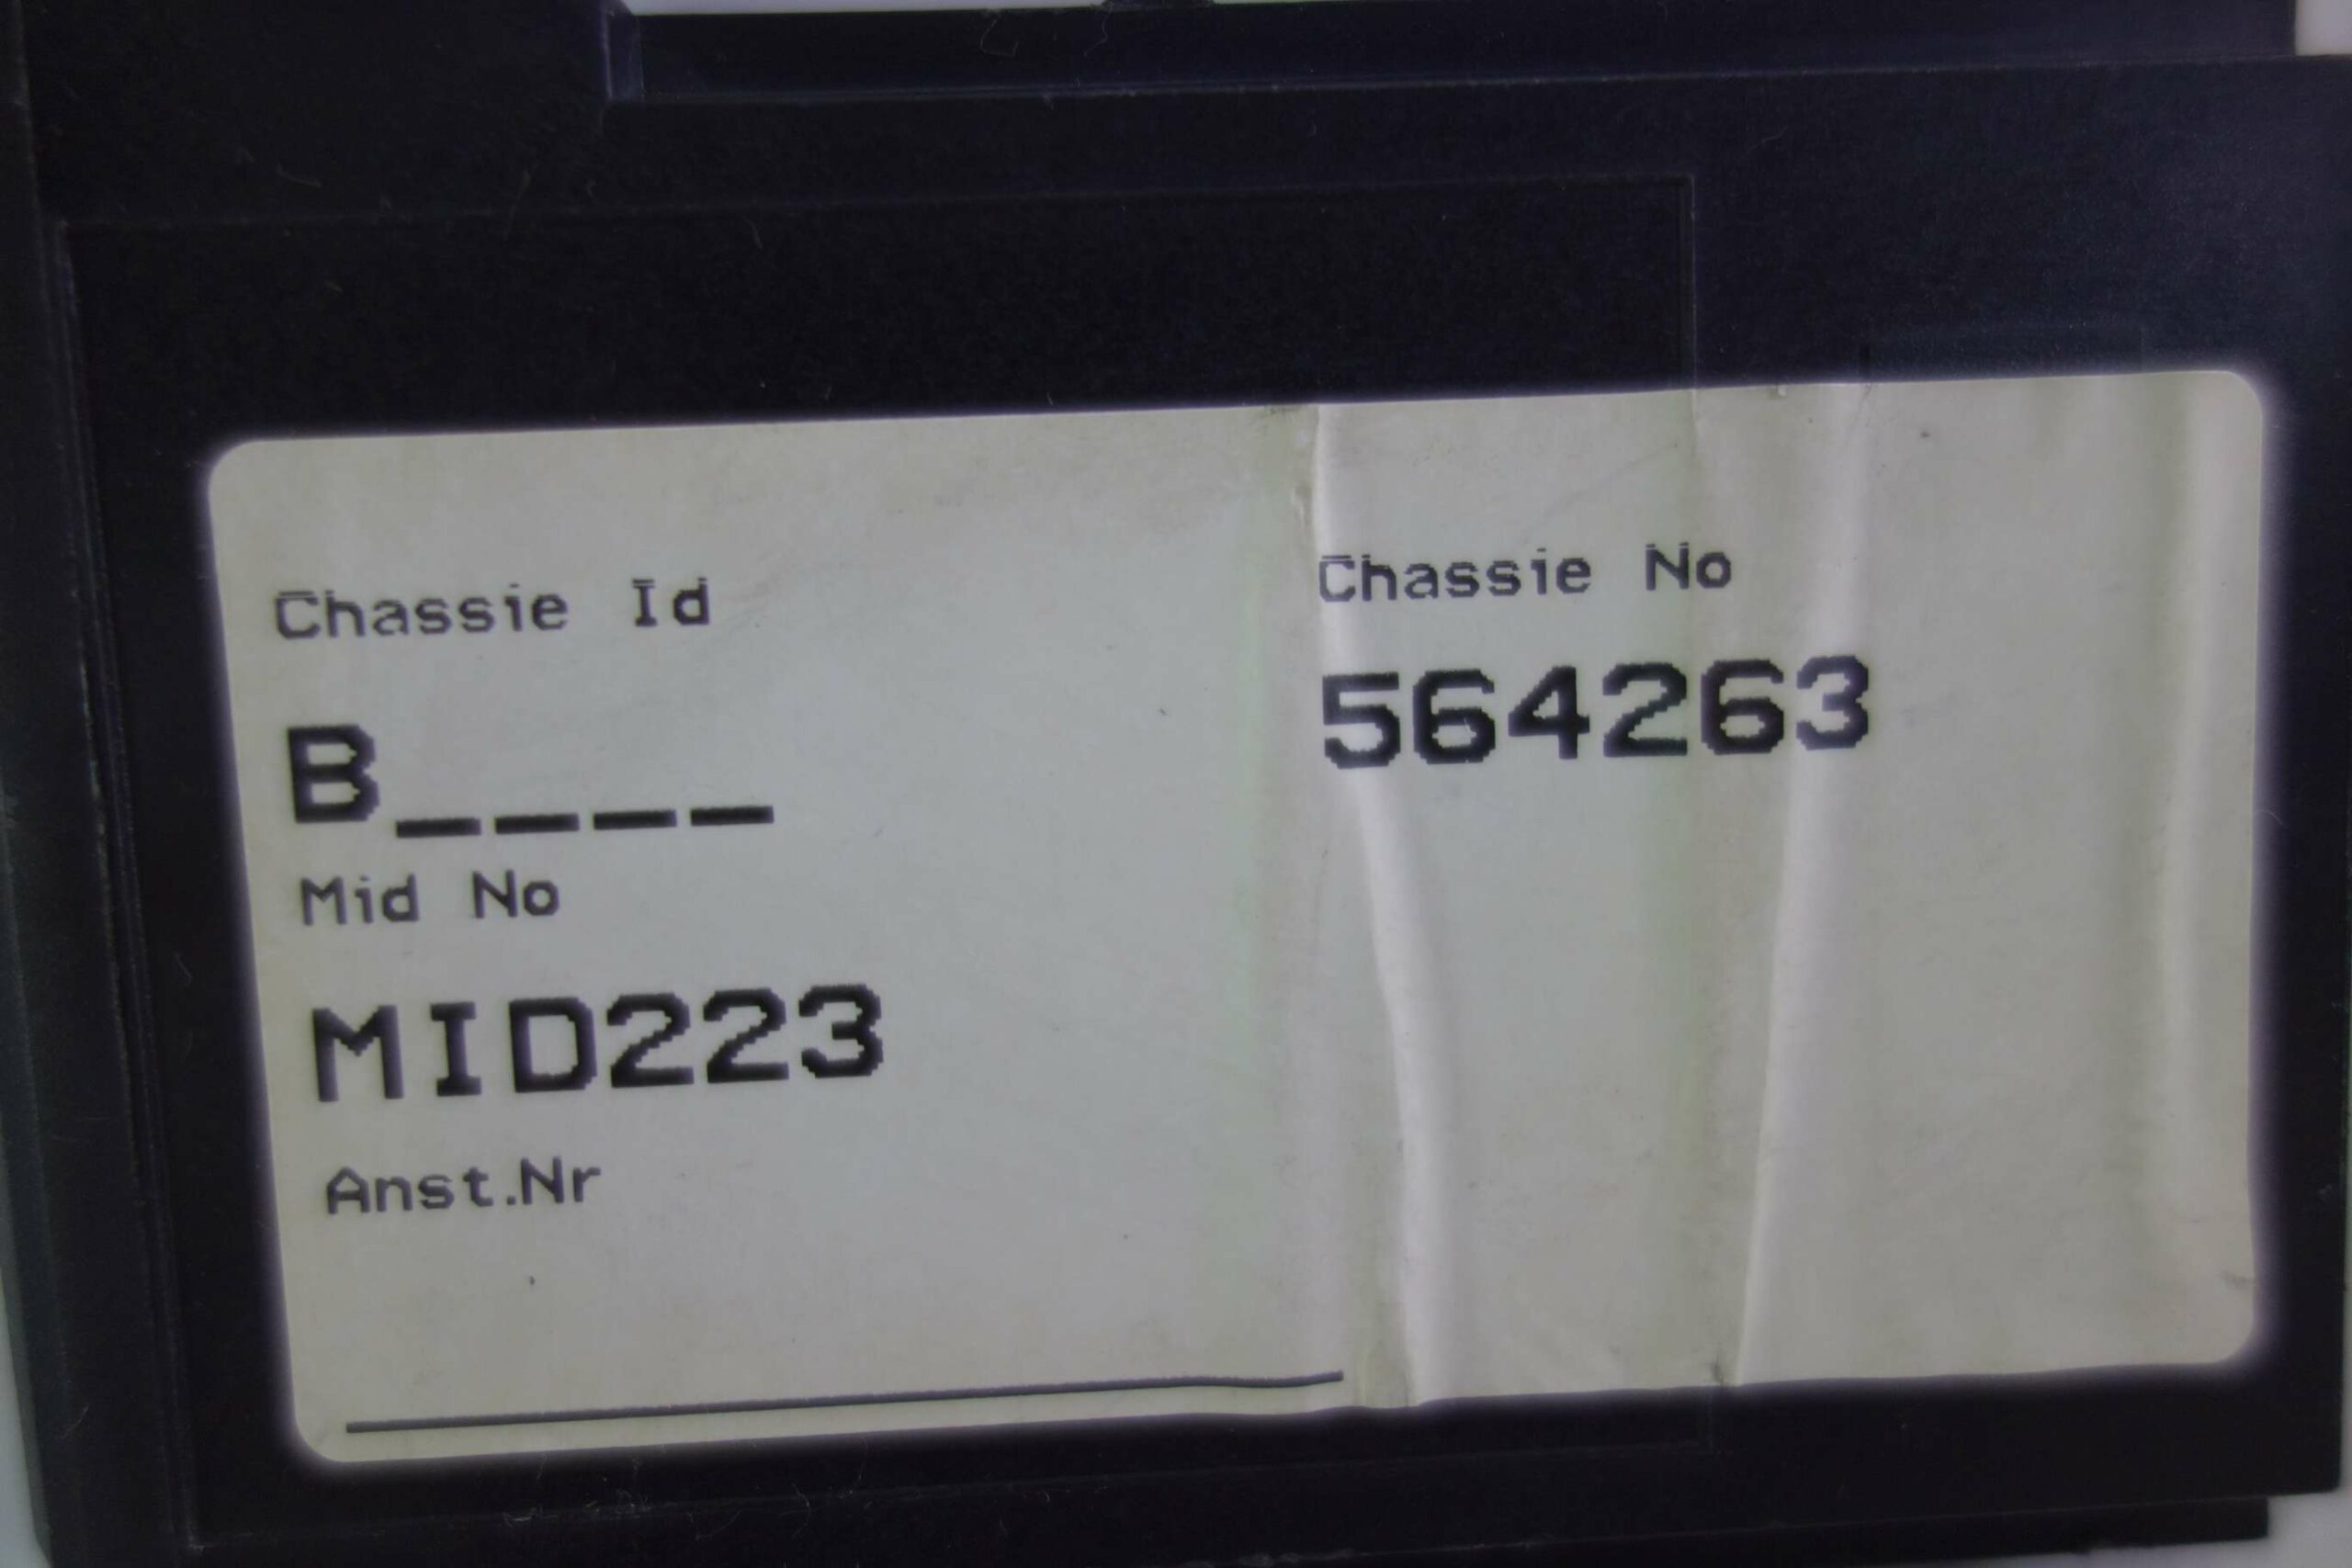 Chassie Id Chassie No
B____ 564263
Mid No
MID223
Anst.Nr